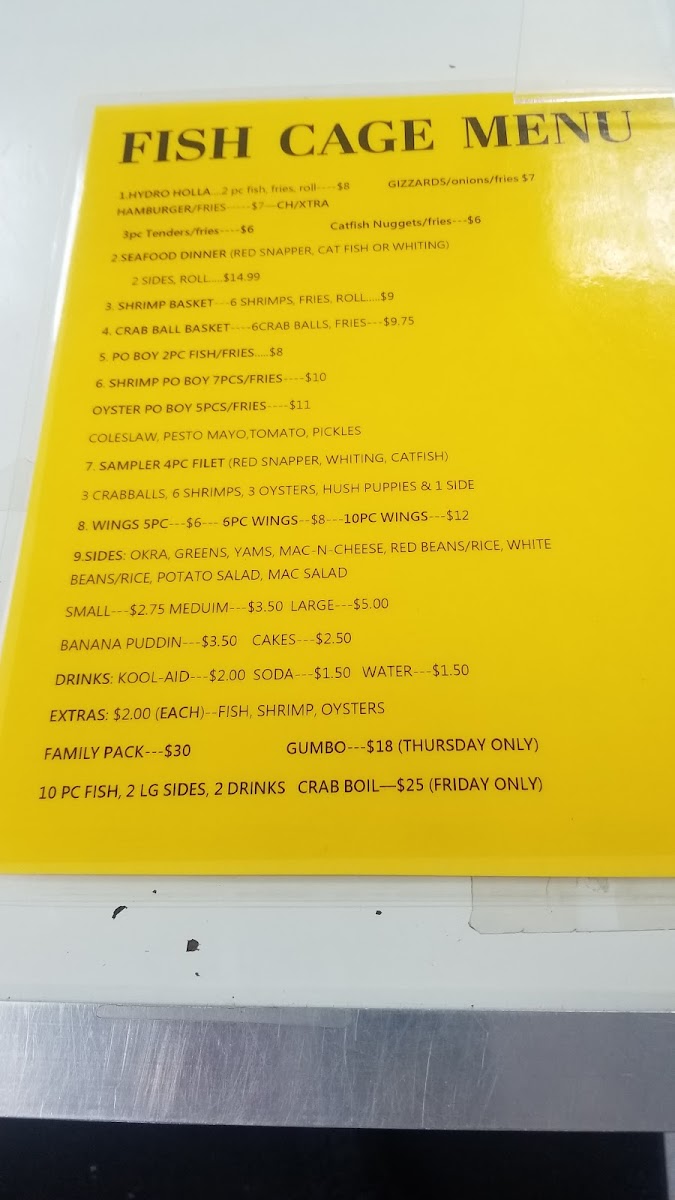 FISH CAGE MENU
1.HYDRO HOLLA...2 pc fish, fries, roll----$8 GIZZARDS/onions/fries $7
HAMBURGER/FRIES------$7---CH/XTRA
3pc Tenders/fries----$6 Catfish Nuggets/fries---$6
2.SEAFOOD DINNER (RED SNAPPER, CAT FISH OR WHITING)
2 SIDES, ROLL.....$14.99
3. SHRIMP BASKET---6 SHRIMPS, FRIES, ROLL.....$9
4. CRAB BALL BASKET----6CRAB BALLS, FRIES---$9.75
5. PO BOY 2PC FISH/FRIES.....$8
6. SHRIMP PO BOY 7PCS/FRIES----$10
OYSTER PO BOY 5PCS/FRIES----$11
COLESLAW, PESTO MAYO,TOMATO, PICKLES
7. SAMPLER 4PC FILET (RED SNAPPER, WHITING, CATFISH)
3 CRABBALLS, 6 SHRIMPS, 3 OYSTERS, HUSH PUPPIES & 1 SIDE
8. WINGS 5PC---$6--- 6PC WINGS--$8---10PC WINGS---$12
9.SIDES: OKRA, GREENS, YAMS, MAC-N-CHEESE, RED BEANS/RICE, WHITE
BEANS/RICE, POTATO SALAD, MAC SALAD
SMALL---$2.75 MEDUIM---$3.50 LARGE---$5.00
BANANA PUDDIN---$3.50 CAKES---$2.50
DRINKS: KOOL-AID---$2.00 SODA---$1.50 WATER---$1.50
EXTRAS: $2.00 (EACH)--FISH, SHRIMP, OYSTERS
FAMILY PACK---$30 GUMBO---$18 (THURSDAY ONLY)
10 PC FISH, 2 LG SIDES, 2 DRINKS CRAB BOIL—$25 (FRIDAY ONLY)